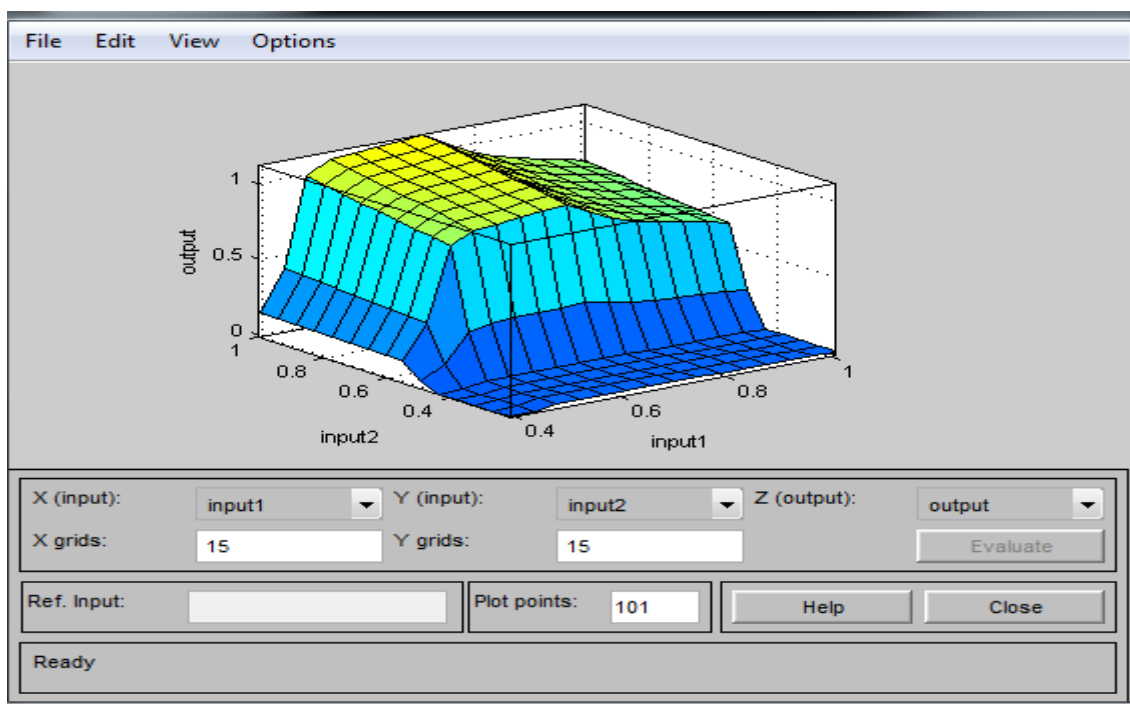 File Edit View Options
output
1
0.5
0
1
0.8
0.6
0.4
input2
0.4
0.6
0.8
1
input1
X (input): input1 Y (input): input2 Z (output): output
X grids: 15 Y grids: 15 Evaluate
Ref. Input: Plot points: 101 Help Close
Ready